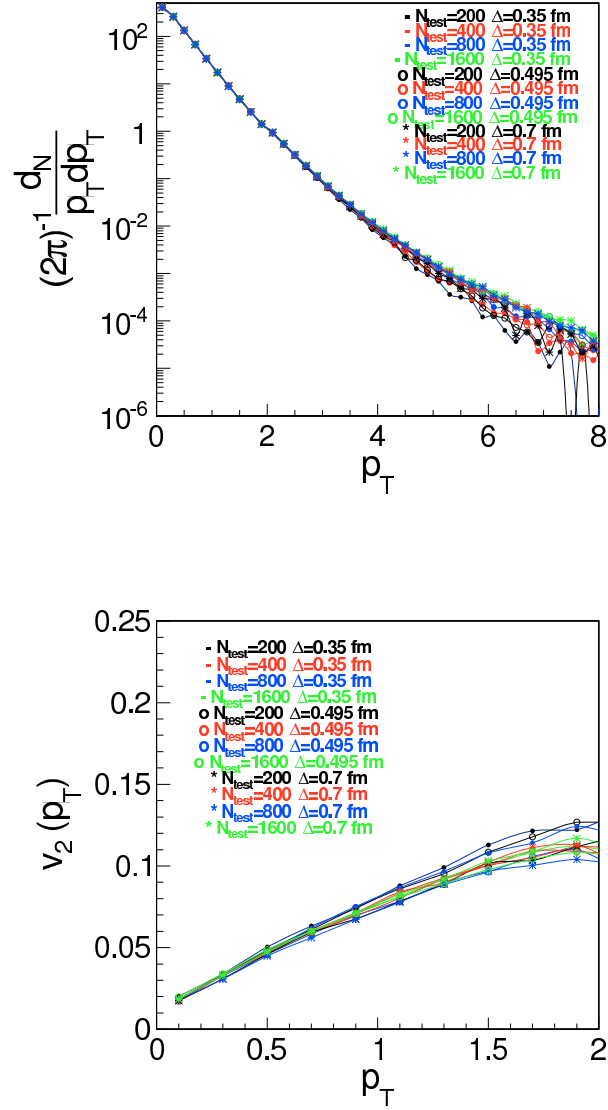 10²
1
10⁻²
10⁻⁴
10⁻⁶
(2π)⁻¹ dN / p_T dp_T
- N_test=200 Δ=0.35 fm
- N_test=400 Δ=0.35 fm
- N_test=800 Δ=0.35 fm
- N_test=1600 Δ=0.35 fm
o N_test=200 Δ=0.495 fm
o N_test=400 Δ=0.495 fm
o N_test=800 Δ=0.495 fm
o N_test=1600 Δ=0.495 fm
* N_test=200 Δ=0.7 fm
* N_test=400 Δ=0.7 fm
* N_test=800 Δ=0.7 fm
* N_test=1600 Δ=0.7 fm
0 2 4 6 8
p_T
0.25
0.2
0.15
0.1
0.05
0
v₂ (p_T)
- N_test=200 Δ=0.35 fm
- N_test=400 Δ=0.35 fm
- N_test=800 Δ=0.35 fm
- N_test=1600 Δ=0.35 fm
o N_test=200 Δ=0.495 fm
o N_test=400 Δ=0.495 fm
o N_test=800 Δ=0.495 fm
o N_test=1600 Δ=0.495 fm
* N_test=200 Δ=0.7 fm
* N_test=400 Δ=0.7 fm
* N_test=800 Δ=0.7 fm
* N_test=1600 Δ=0.7 fm
0 0.5 1 1.5 2
p_T